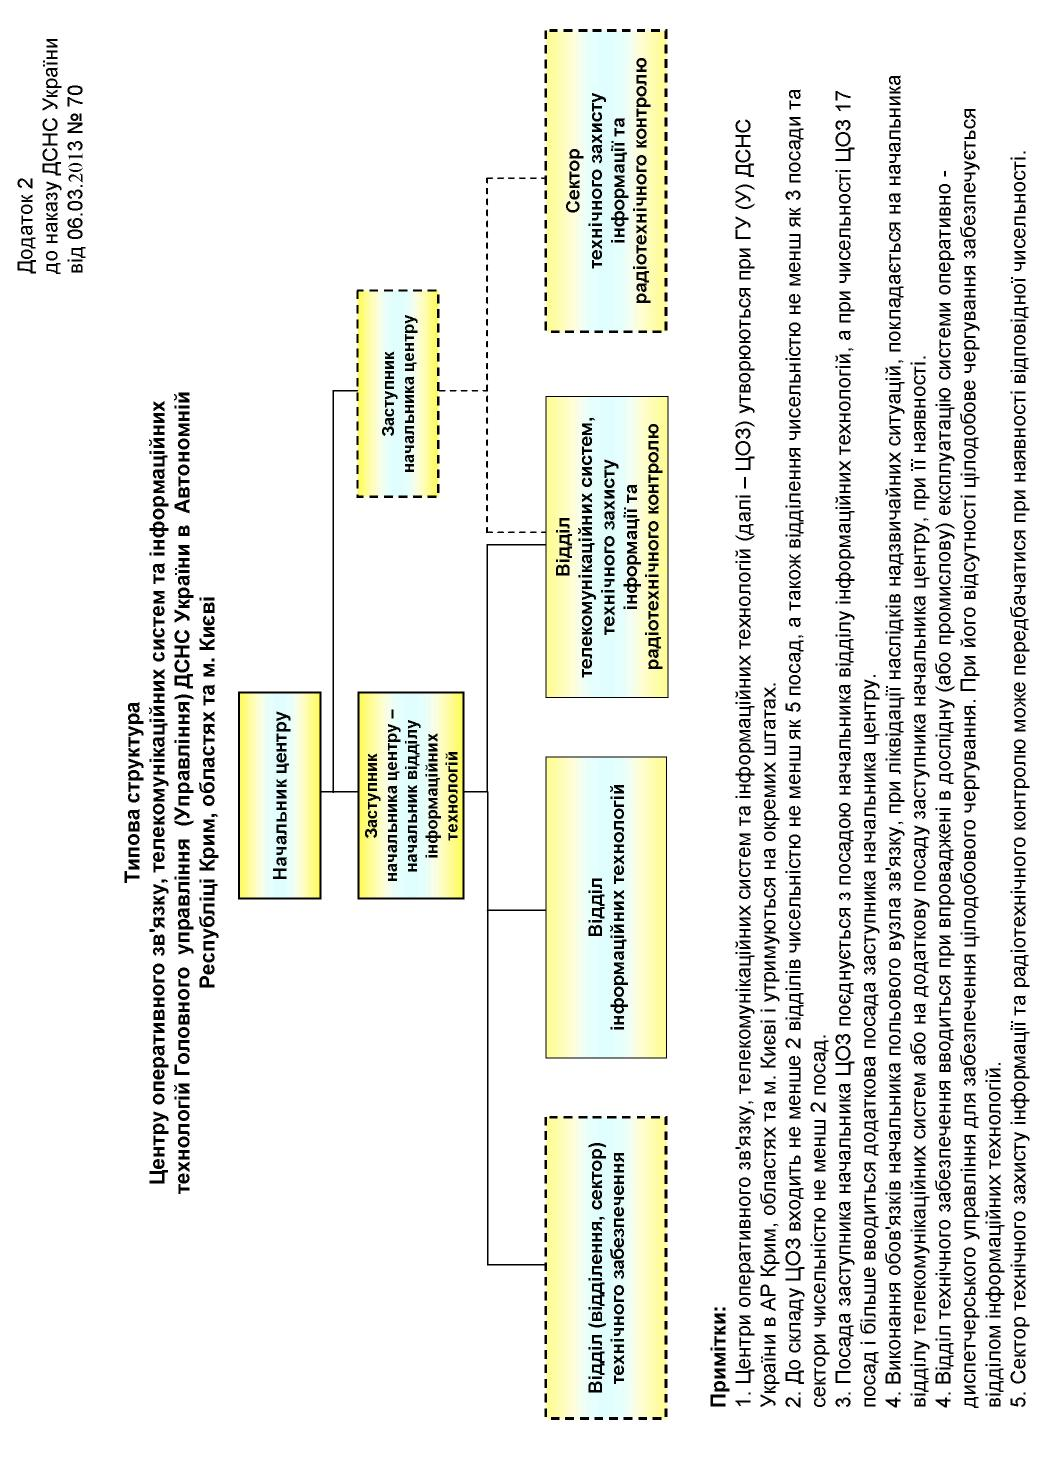 Додаток 2
до наказу ДСНС України
від 06.03.2013 № 70
Типова структура
Центру оперативного зв'язку, телекомунікаційних систем та інформаційних
технологій Головного управління (Управління) ДСНС України в Автономній
Республіці Крим, областях та м. Києві
Начальник центру
Заступник
начальника центру –
начальник відділу
інформаційних
технологій
Заступник
начальника центру
Відділ (відділення, сектор)
технічного забезпечення
Відділ
інформаційних технологій
Відділ
телекомунікаційних систем,
технічного захисту
інформації та
радіотехнічного контролю
Сектор
технічного захисту
інформації та
радіотехнічного контролю
Примітки:
1. Центри оперативного зв'язку, телекомунікаційних систем та інформаційних технологій (далі – ЦОЗ) утворюються при ГУ (У) ДСНС
України в АР Крим, областях та м. Києві і утримуються на окремих штатах.
2. До складу ЦОЗ входить не менше 2 відділів чисельністю не менш як 5 посад, а також відділення чисельністю не менш як 3 посади та
сектори чисельністю не менш 2 посад.
3. Посада заступника начальника ЦОЗ поєднується з посадою начальника відділу інформаційних технологій, а при чисельності ЦОЗ 17
посад і більше вводиться додаткова посада заступника начальника центру.
4. Виконання обов'язків начальника польового вузла зв'язку, при ліквідації наслідків надзвичайних ситуацій, покладається на начальника
відділу телекомунікаційних систем або на додаткову посаду заступника начальника центру, при її наявності.
4. Відділ технічного забезпечення вводиться при впроваджені в дослідну (або промислову) експлуатацію системи оперативно -
диспетчерського управління для забезпечення цілодобового чергування. При його відсутності цілодобове чергування забезпечується
відділом інформаційних технологій.
5. Сектор технічного захисту інформації та радіотехнічного контролю може передбачатися при наявності відповідної чисельності.